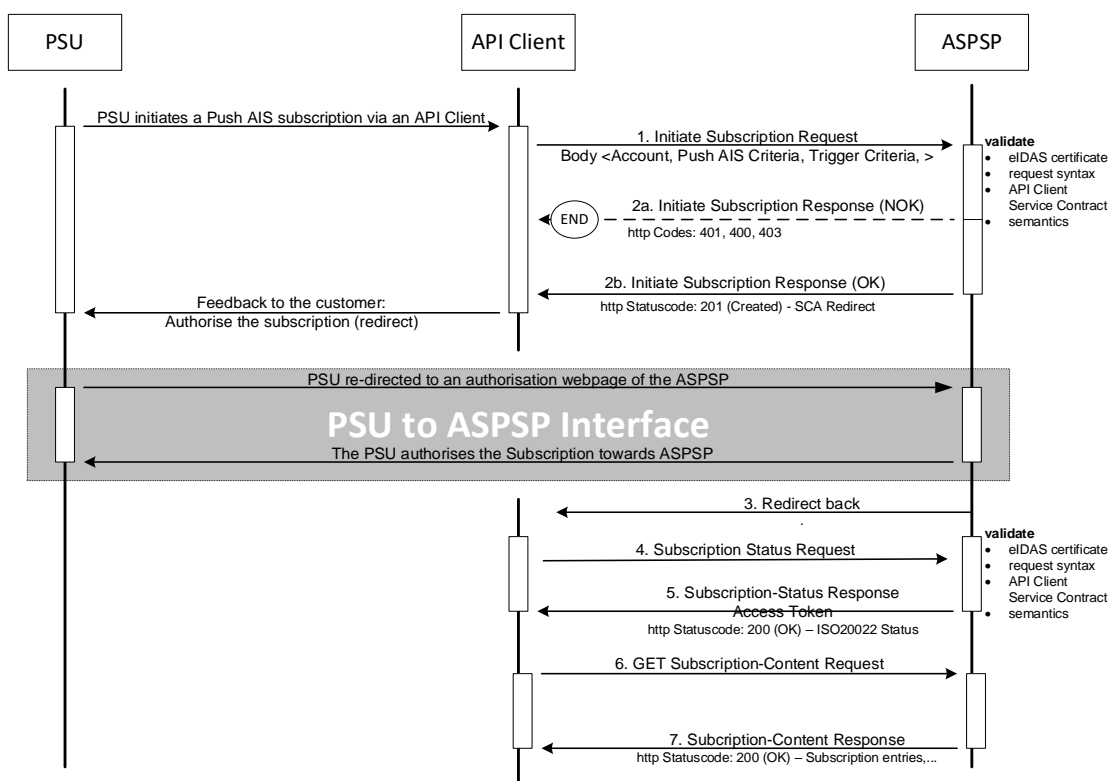 PSU
API Client
ASPSP
PSU initiates a Push AIS subscription via an API Client
1. Initiate Subscription Request
Body <Account, Push AIS Criteria, Trigger Criteria, >
validate
• eIDAS certificate
• request syntax
• API Client
Service Contract
• semantics
2a. Initiate Subscription Response (NOK)
END
http Codes: 401, 400, 403
2b. Initiate Subscription Response (OK)
http Statuscode: 201 (Created) - SCA Redirect
Feedback to the customer:
Authorise the subscription (redirect)
PSU re-directed to an authorisation webpage of the ASPSP
PSU to ASPSP Interface
The PSU authorises the Subscription towards ASPSP
3. Redirect back
.
validate
• eIDAS certificate
• request syntax
• API Client
Service Contract
• semantics
4. Subscription Status Request
5. Subscription-Status Response
Access Token
http Statuscode: 200 (OK) – ISO20022 Status
6. GET Subscription-Content Request
7. Subcription-Content Response
http Statuscode: 200 (OK) – Subscription entries,...